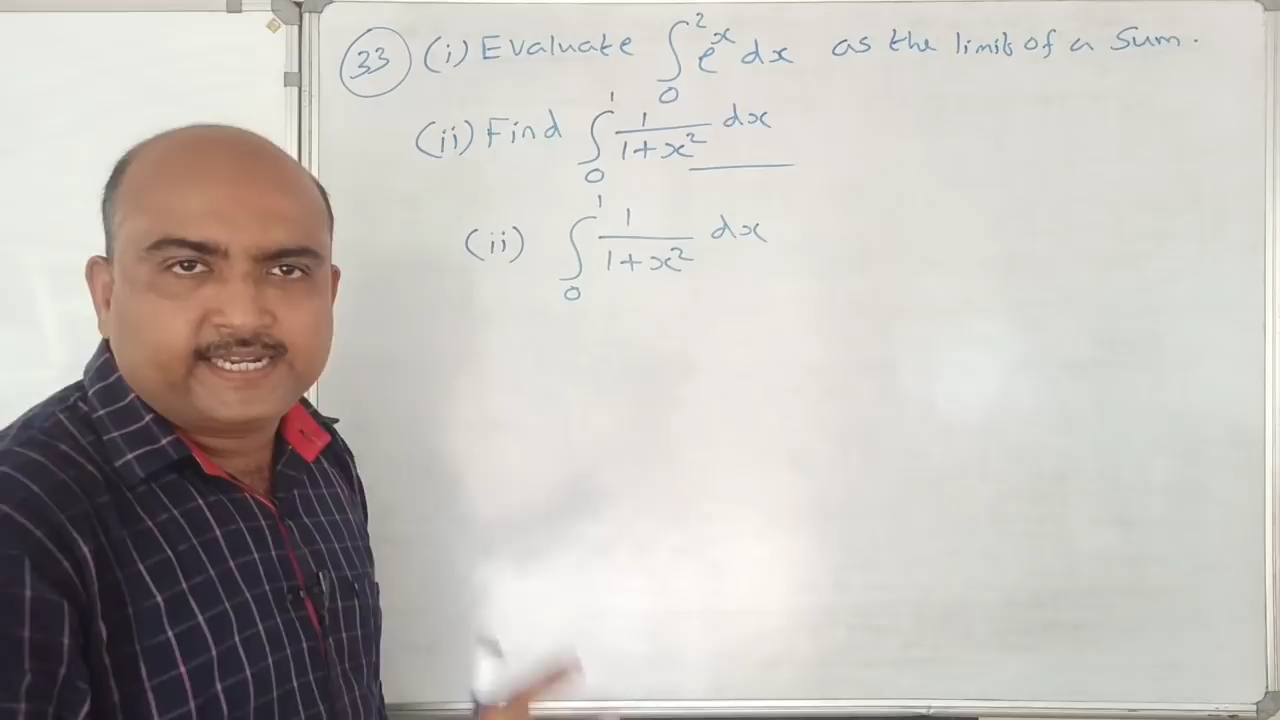 33 (i) Evaluate ∫₀² eˣ dx as the limit of a Sum.
(ii) Find ∫₀¹ 1/(1+x²) dx
(ii) ∫₀¹ 1/(1+x²) dx